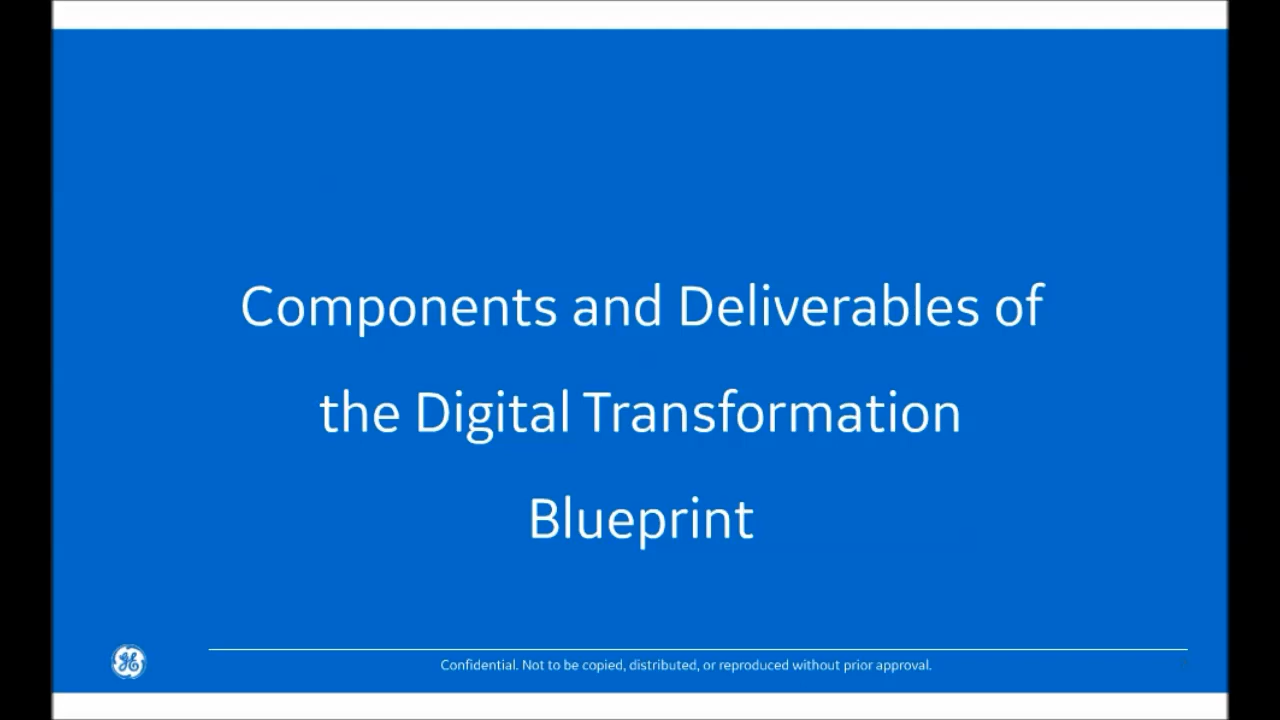 Components and Deliverables of
the Digital Transformation
Blueprint
Confidential. Not to be copied, distributed, or reproduced without prior approval.